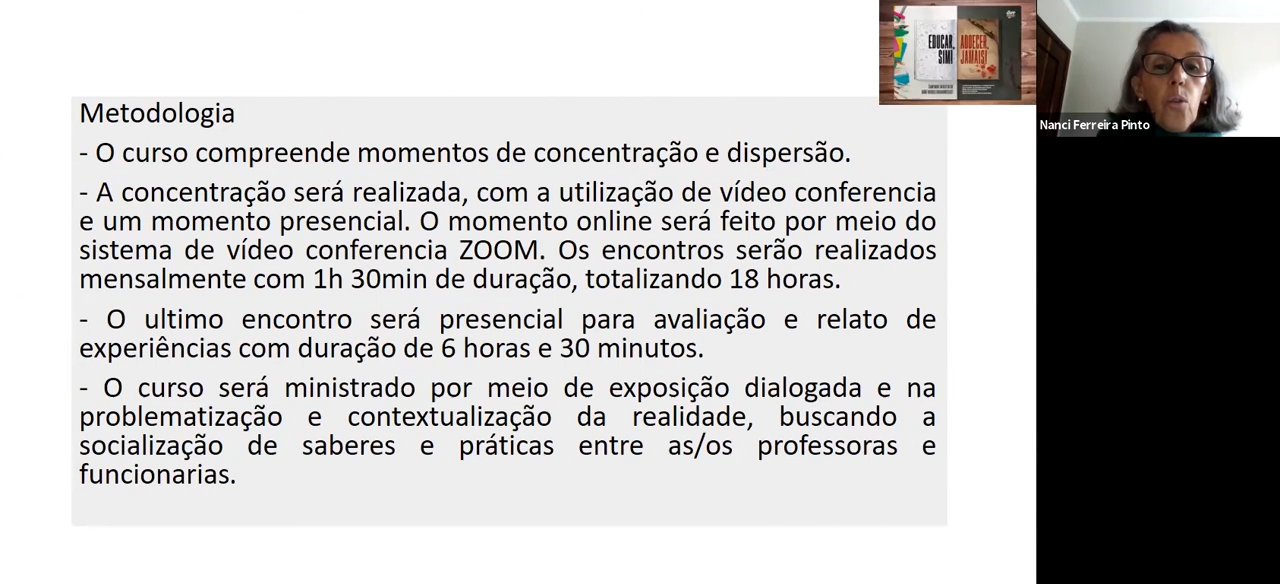 EDUCAR,
SIM!
ADOECER,
JAMAIS!
Nanci Ferreira Pinto
Metodologia
- O curso compreende momentos de concentração e dispersão.
- A concentração será realizada, com a utilização de vídeo conferencia
e um momento presencial. O momento online será feito por meio do
sistema de vídeo conferencia ZOOM. Os encontros serão realizados
mensalmente com 1h 30min de duração, totalizando 18 horas.
- O ultimo encontro será presencial para avaliação e relato de
experiências com duração de 6 horas e 30 minutos.
- O curso será ministrado por meio de exposição dialogada e na
problematização e contextualização da realidade, buscando a
socialização de saberes e práticas entre as/os professoras e
funcionarias.